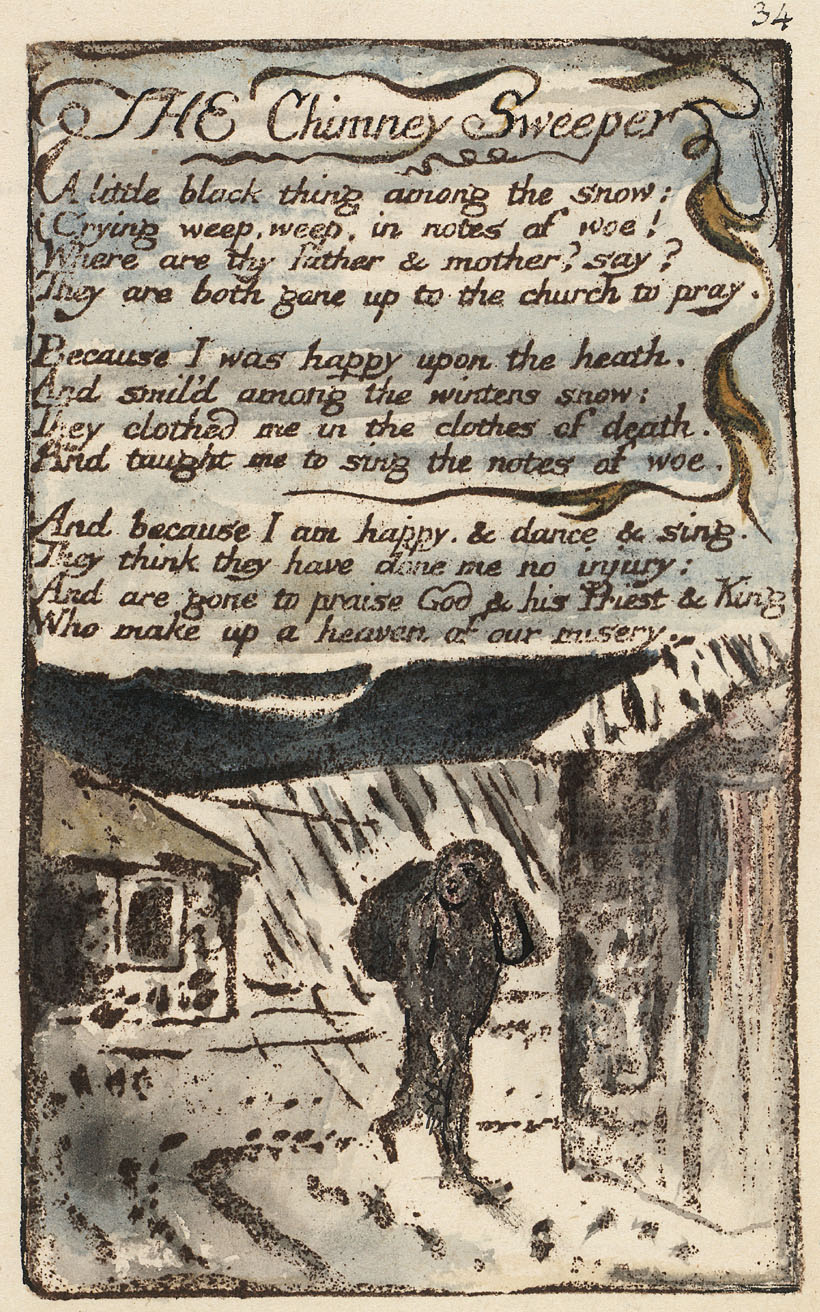 34
THE Chimney Sweeper
A little black thing among the snow:
Crying weep, weep, in notes of woe!
Where are thy father & mother? say?
They are both gone up to the church to pray.
Because I was happy upon the heath.
And smil'd among the winters snow:
They clothed me in the clothes of death.
And taught me to sing the notes of woe.
And because I am happy. & dance & sing.
They think they have done me no injury:
And are gone to praise God & his Priest & King
Who make up a heaven of our misery.